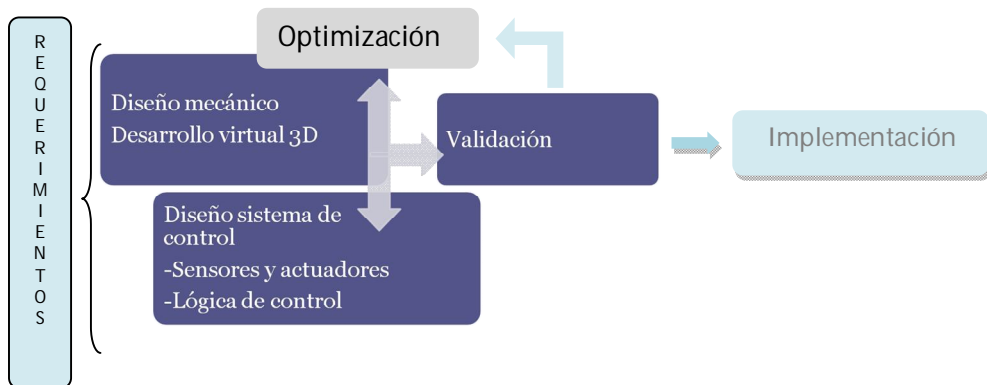 REQUERIMIENTOS
Optimización
Diseño mecánico
Desarrollo virtual 3D
Validación
Implementación
Diseño sistema de
control
-Sensores y actuadores
-Lógica de control